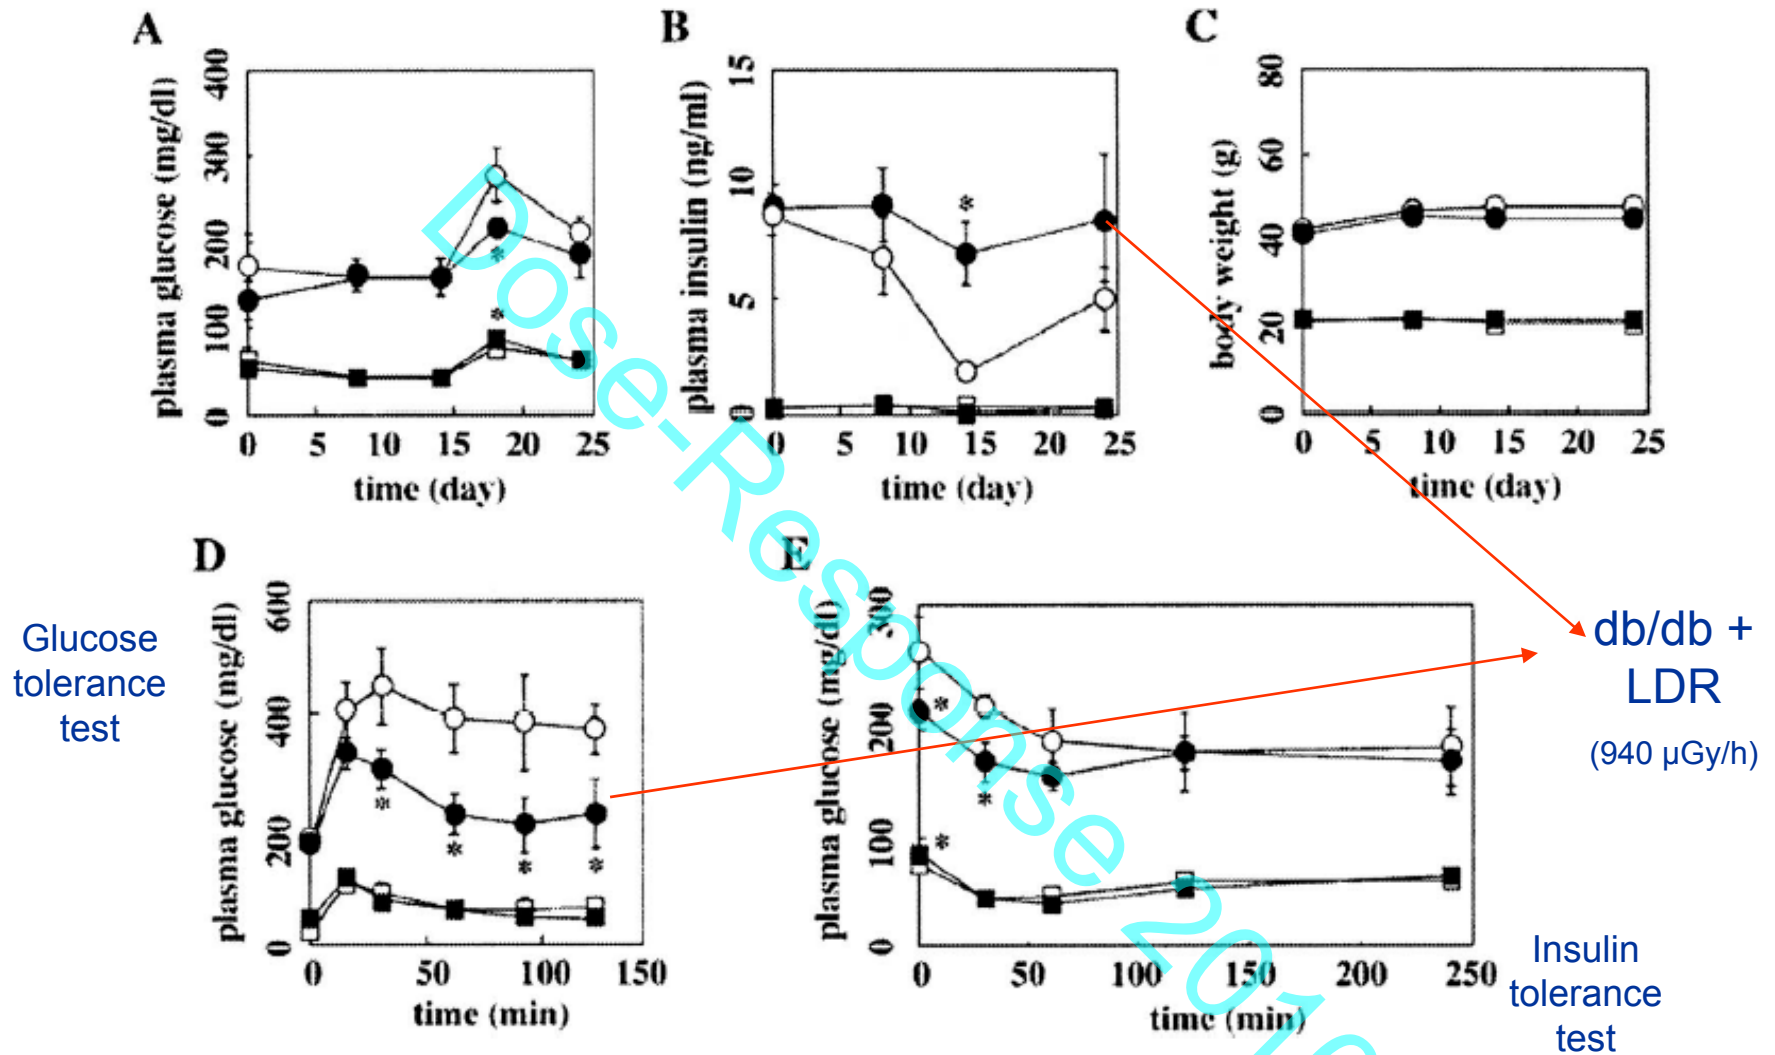 A
B
C
400
300
200
100
0
plasma glucose (mg/dl)
0 5 10 15 20 25
time (day)
15
10
5
0
plasma insulin (ng/ml)
*
0 5 10 15 20 25
time (day)
80
60
40
20
0
body weight (g)
0 5 10 15 20 25
time (day)
*
*
Dose-Response 2010
D
E
Glucose
tolerance
test
600
400
200
0
plasma glucose (mg/dl)
*
* * *
0 50 100 150
time (min)
300
200
100
0
plasma glucose (mg/dl)
*
*
*
0 50 100 150 200 250
time (min)
db/db +
LDR
(940 µGy/h)
Insulin
tolerance
test